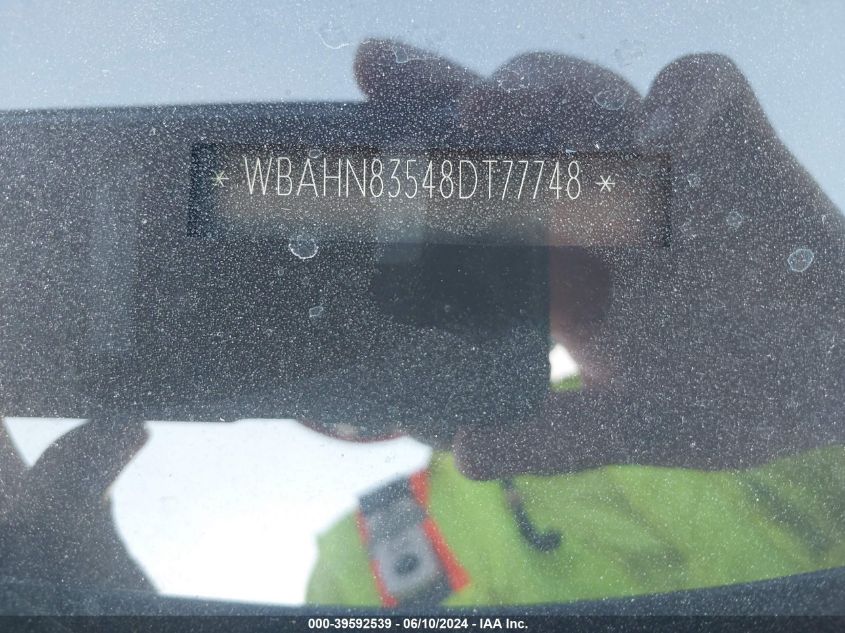 * WBAHN83548DT77748 *
000-39592539 - 06/10/2024 - IAA Inc.